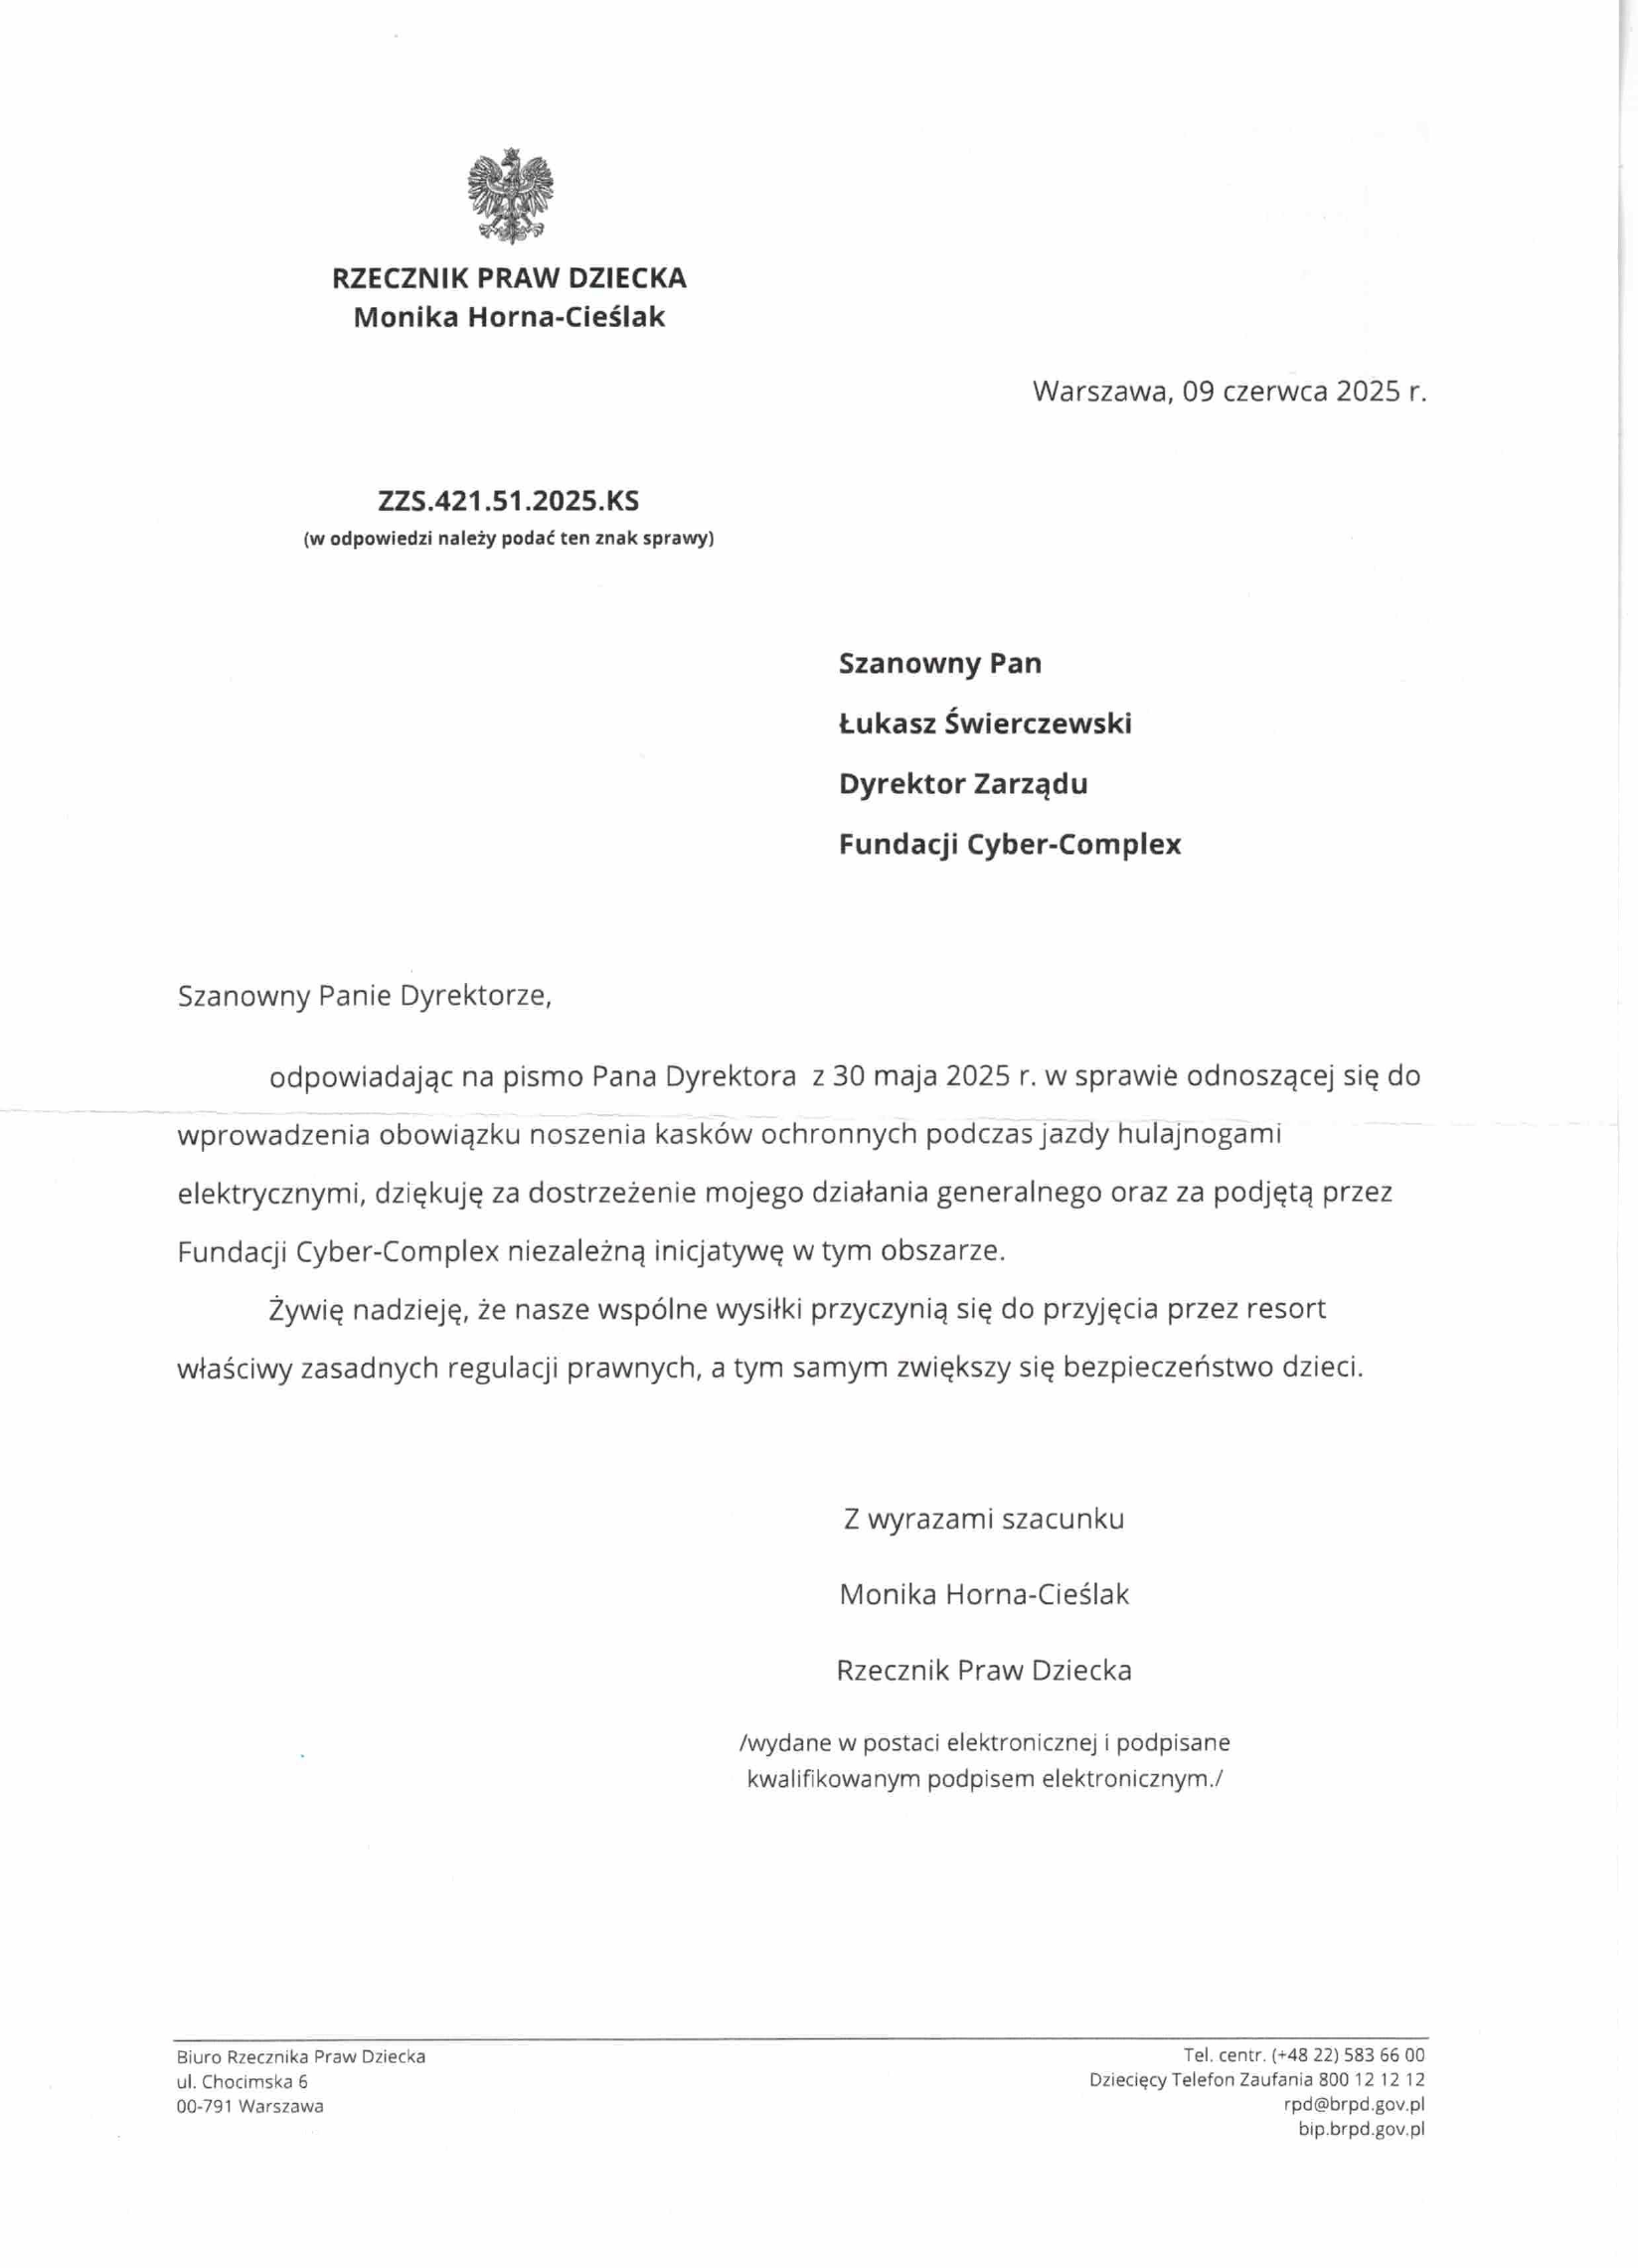 RZECZNIK PRAW DZIECKA
Monika Horna-Cieślak
Warszawa, 09 czerwca 2025 r.
ZZS.421.51.2025.KS
(w odpowiedzi należy podać ten znak sprawy)
Szanowny Pan
Łukasz Świerczewski
Dyrektor Zarządu
Fundacji Cyber-Complex
Szanowny Panie Dyrektorze,
odpowiadając na pismo Pana Dyrektora z 30 maja 2025 r. w sprawie odnoszącej się do
wprowadzenia obowiązku noszenia kasków ochronnych podczas jazdy hulajnogami
elektrycznymi, dziękuję za dostrzeżenie mojego działania generalnego oraz za podjętą przez
Fundacji Cyber-Complex niezależną inicjatywę w tym obszarze.
Żywię nadzieję, że nasze wspólne wysiłki przyczynią się do przyjęcia przez resort
właściwy zasadnych regulacji prawnych, a tym samym zwiększy się bezpieczeństwo dzieci.
Z wyrazami szacunku
Monika Horna-Cieślak
Rzecznik Praw Dziecka
/wydane w postaci elektronicznej i podpisane
kwalifikowanym podpisem elektronicznym./
Biuro Rzecznika Praw Dziecka
ul. Chocimska 6
00-791 Warszawa
Tel. centr. (+48 22) 583 66 00
Dziecięcy Telefon Zaufania 800 12 12 12
rpd@brpd.gov.pl
bip.brpd.gov.pl